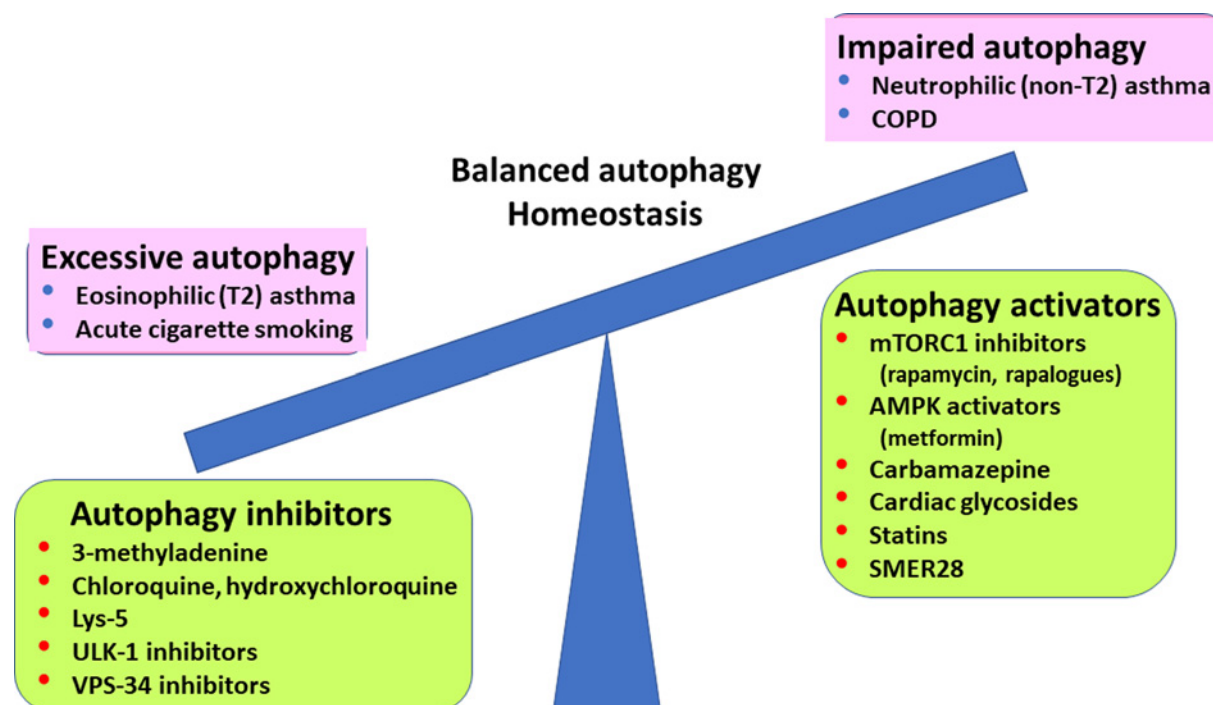 Impaired autophagy
• Neutrophilic (non-T2) asthma
• COPD
Balanced autophagy
Homeostasis
Excessive autophagy
• Eosinophilic (T2) asthma
• Acute cigarette smoking
Autophagy activators
• mTORC1 inhibitors
(rapamycin, rapalogues)
• AMPK activators
(metformin)
• Carbamazepine
• Cardiac glycosides
• Statins
• SMER28
Autophagy inhibitors
• 3-methyladenine
• Chloroquine, hydroxychloroquine
• Lys-5
• ULK-1 inhibitors
• VPS-34 inhibitors